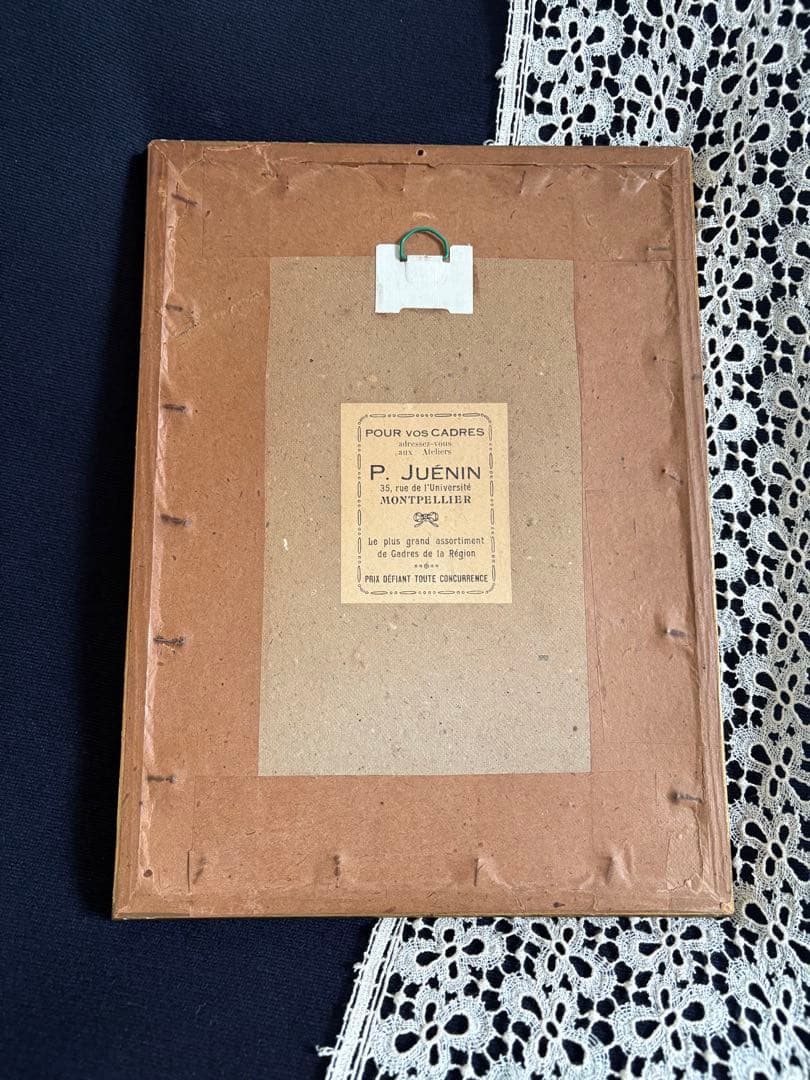 POUR VOS CADRES
adressez-vous
aux Ateliers
P. JUÉNIN
35, rue de l'Université
MONTPELLIER
Le plus grand assortiment
de Cadres de la Région
PRIX DÉFIANT TOUTE CONCURRENCE